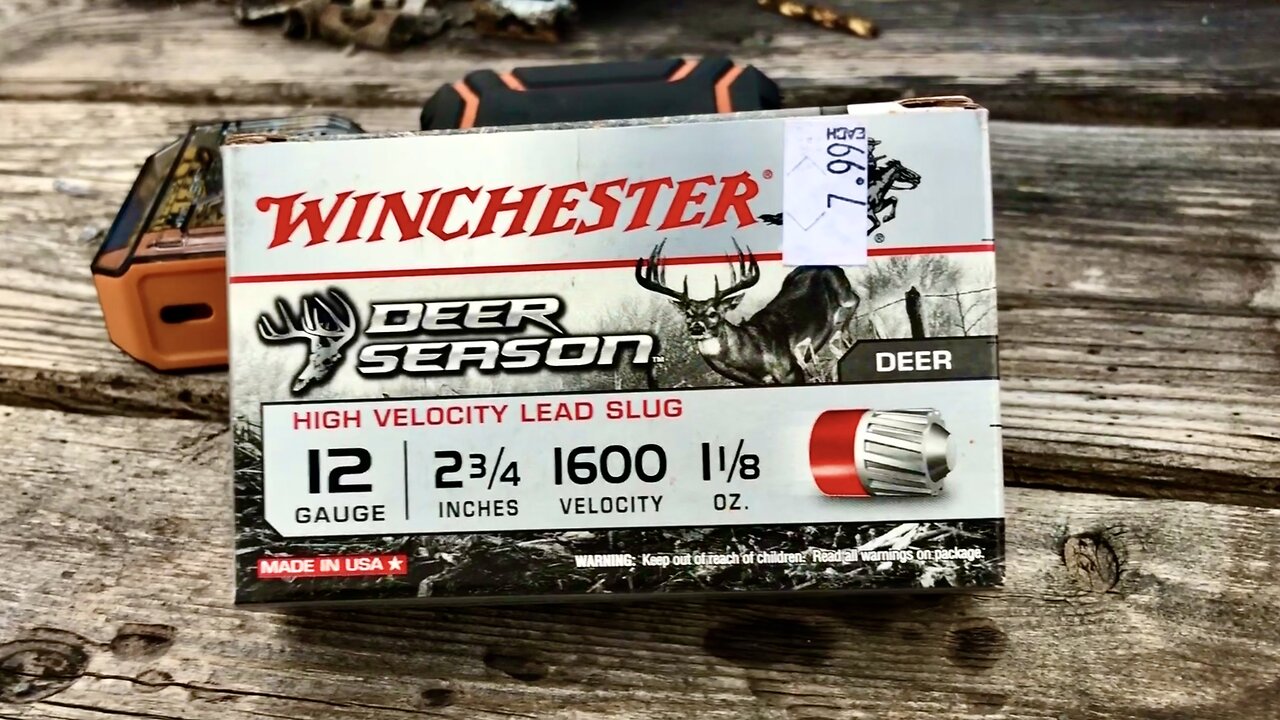 WINCHESTER®
EACH
7.99
®
DEER
SEASON™
DEER
HIGH VELOCITY LEAD SLUG
12
GAUGE
2 3/4
INCHES
1600
VELOCITY
1 1/8
OZ.
MADE IN USA ★
WARNING: Keep out of reach of children. Read all warnings on package.